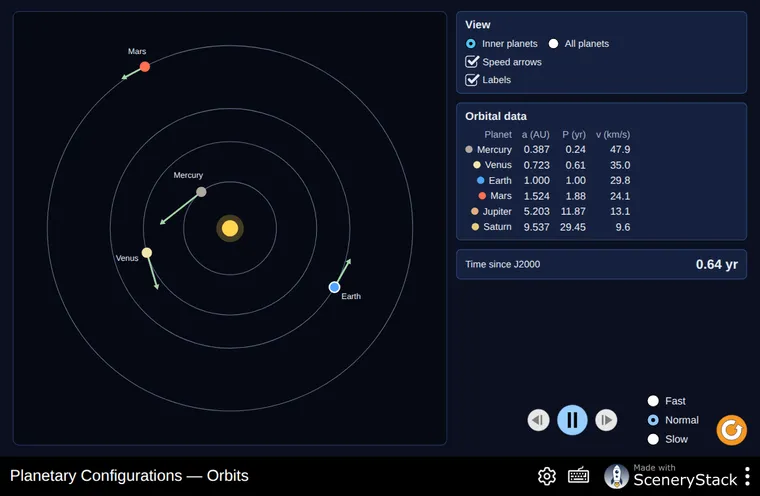 Mars
Mercury
Venus
Earth
View
Inner planets All planets
Speed arrows
Labels
Orbital data
Planet a (AU) P (yr) v (km/s)
Mercury 0.387 0.24 47.9
Venus 0.723 0.61 35.0
Earth 1.000 1.00 29.8
Mars 1.524 1.88 24.1
Jupiter 5.203 11.87 13.1
Saturn 9.537 29.45 9.6
Time since J2000 0.64 yr
Fast
Normal
Slow
Planetary Configurations — Orbits
Made with
SceneryStack